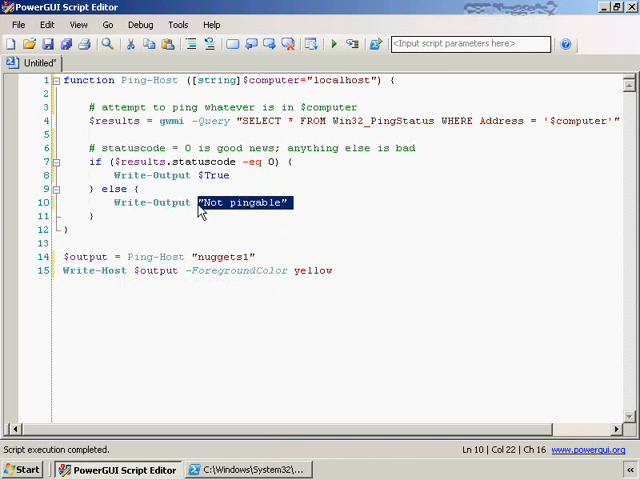 PowerGUI Script Editor
File Edit View Go Debug Tools Help
<Input script parameters here>
Untitled*
1 function Ping-Host ([string]$computer="localhost") {
2
3 # attempt to ping whatever is in $computer
4 $results = gwmi -Query "SELECT * FROM Win32_PingStatus WHERE Address = '$computer'"
5
6 # statuscode = 0 is good news; anything else is bad
7 if ($results.statuscode -eq 0) {
8 Write-Output $True
9 } else {
10 Write-Output "Not pingable"
11 }
12 }
13
14 $output = Ping-Host "nuggets1"
15 Write-Host $output -ForegroundColor yellow
Script execution completed.
Ln 10 Col 22 Ch 16 www.powergui.org
Start PowerGUI Script Editor C:\Windows\System32\...